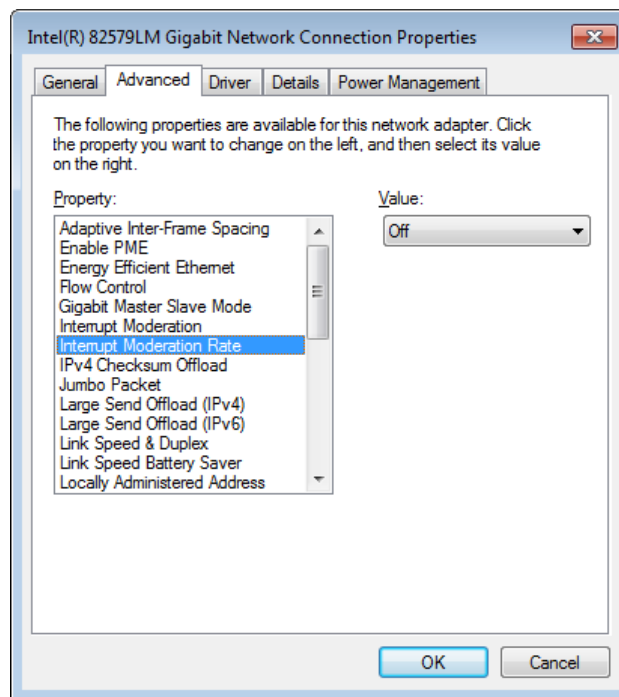 Intel(R) 82579LM Gigabit Network Connection Properties
General Advanced Driver Details Power Management
The following properties are available for this network adapter. Click
the property you want to change on the left, and then select its value
on the right.
Property:
Value:
Adaptive Inter-Frame Spacing
Enable PME
Energy Efficient Ethernet
Flow Control
Gigabit Master Slave Mode
Interrupt Moderation
Interrupt Moderation Rate
IPv4 Checksum Offload
Jumbo Packet
Large Send Offload (IPv4)
Large Send Offload (IPv6)
Link Speed & Duplex
Link Speed Battery Saver
Locally Administered Address
Off
OK
Cancel